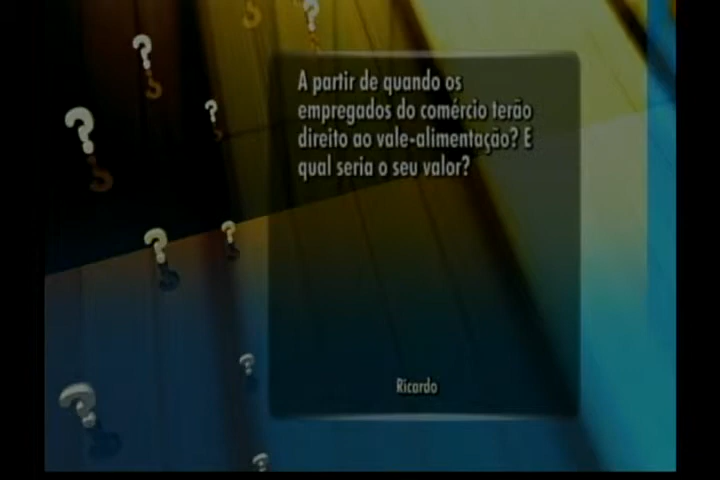 A partir de quando os
empregados do comércio terão
direito ao vale-alimentação? E
qual seria o seu valor?
Ricardo